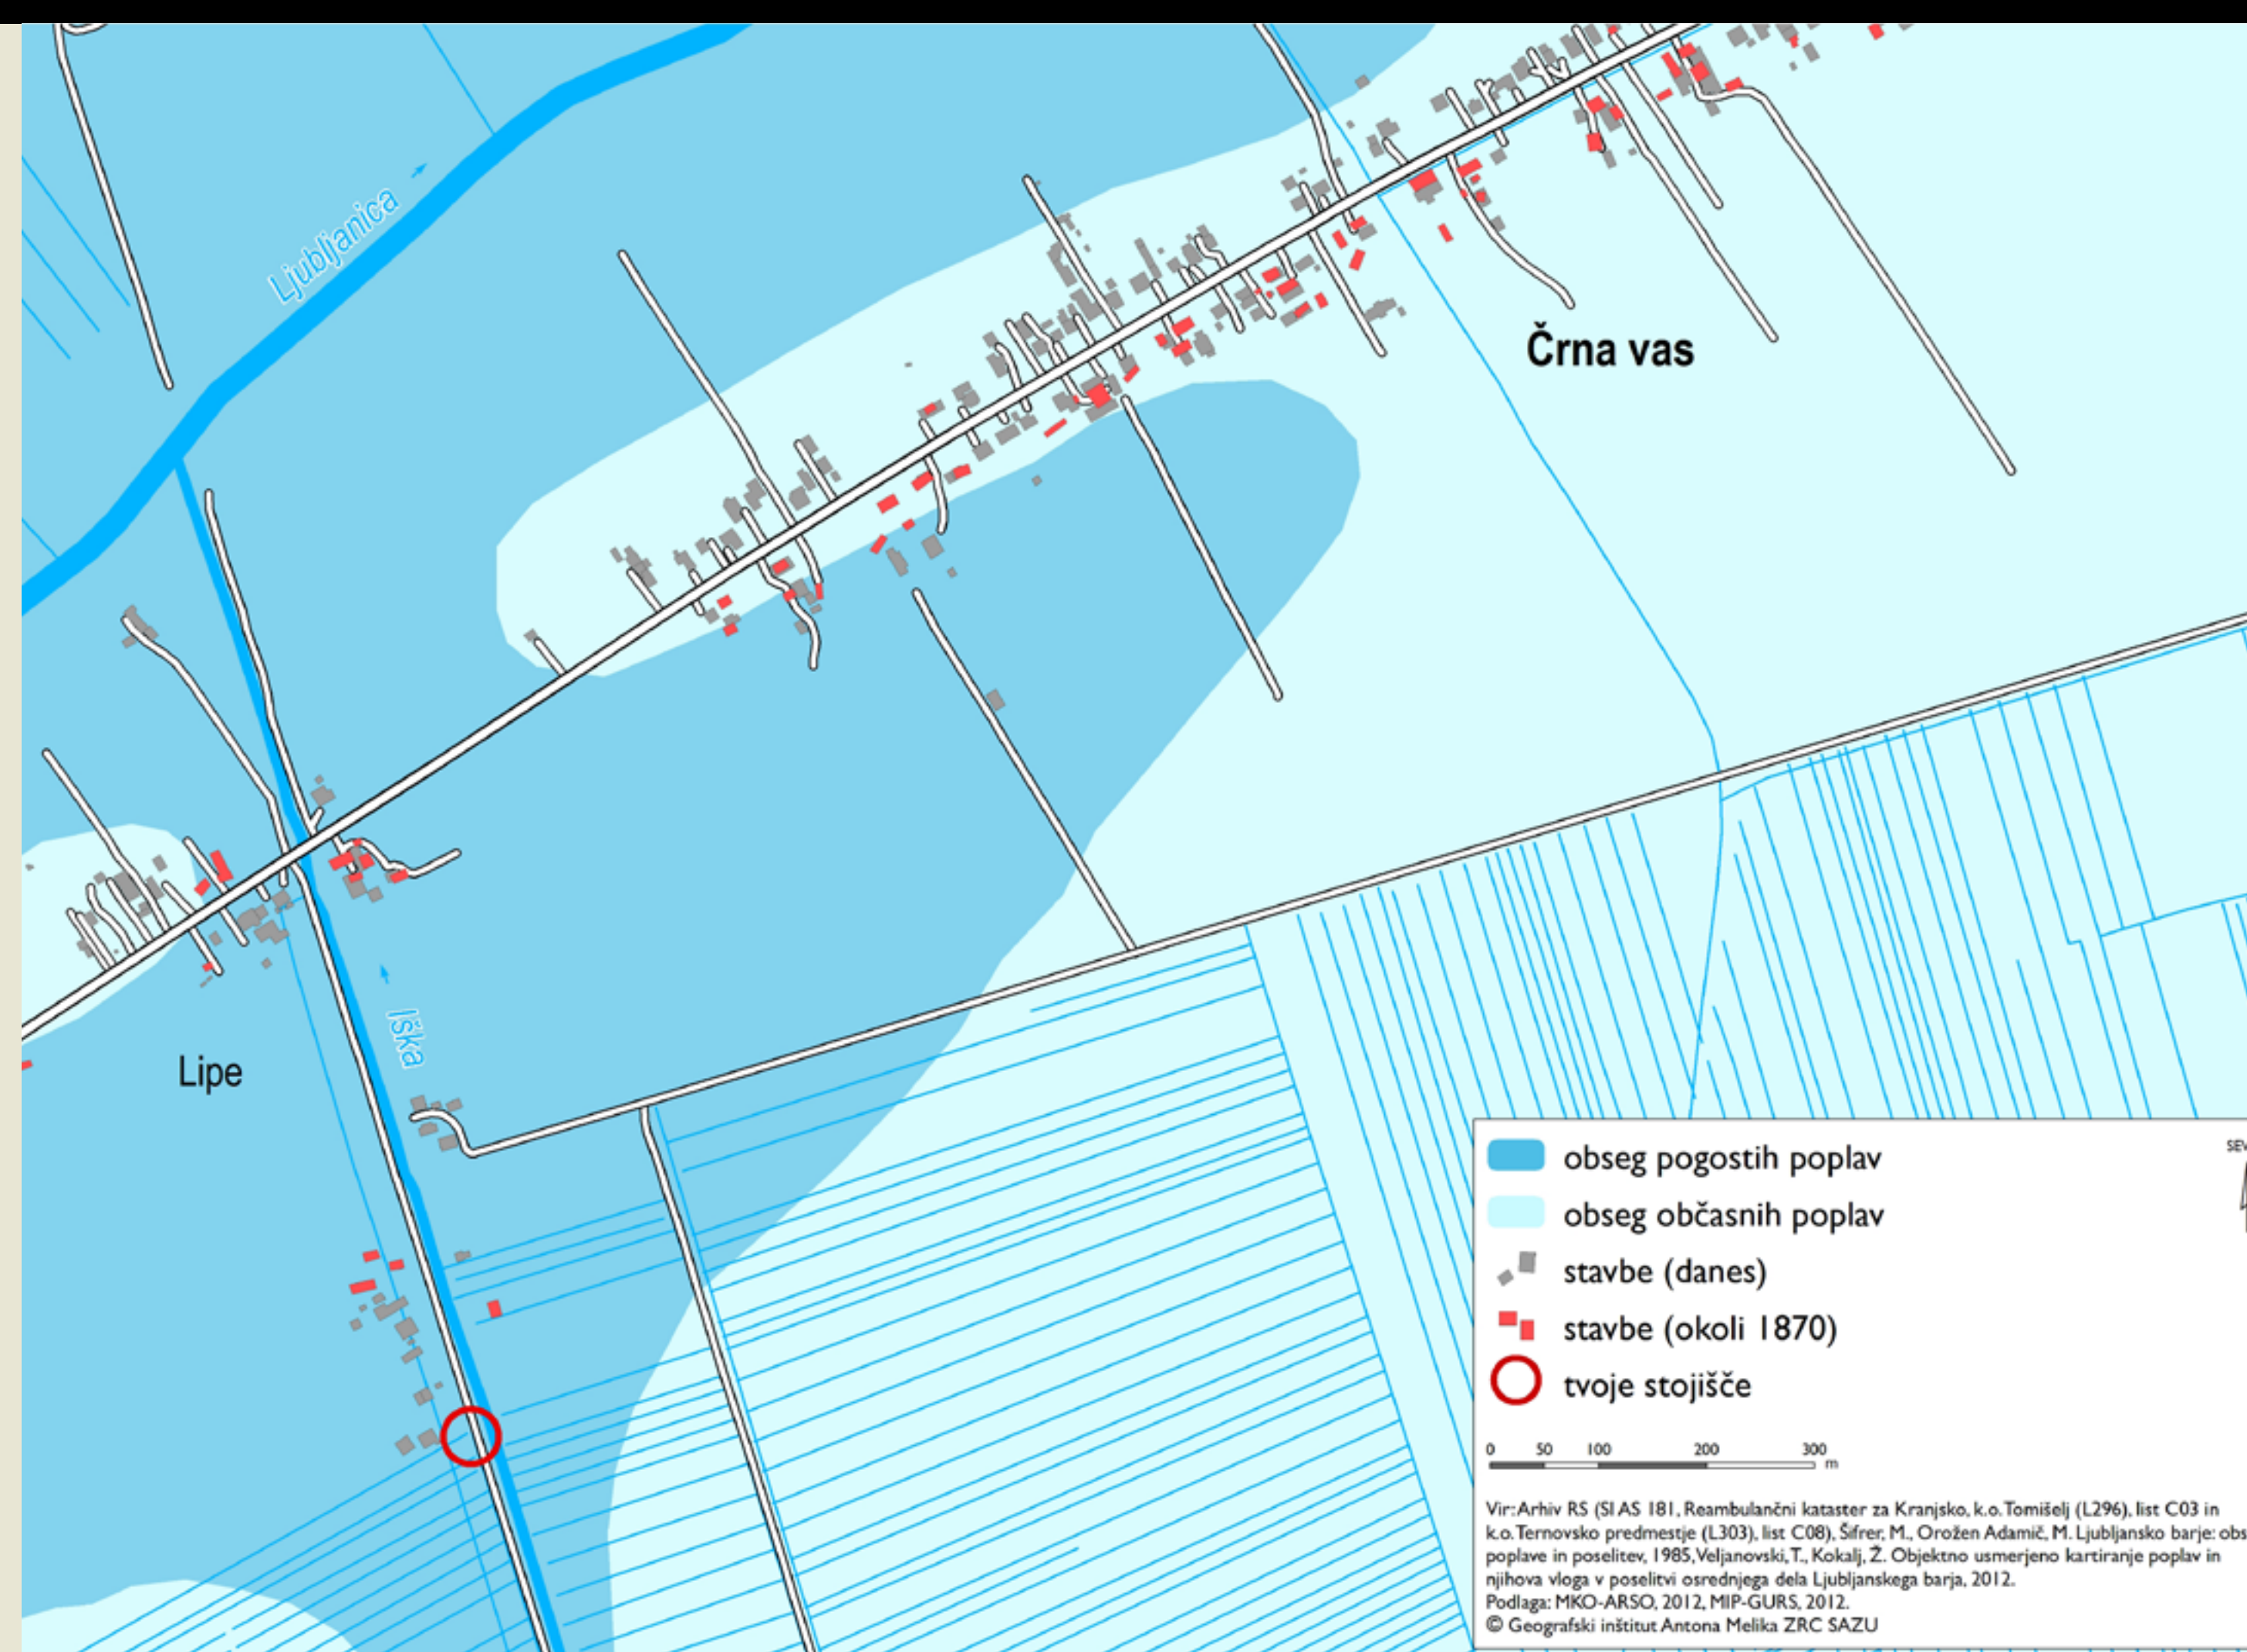 Ljubljanica
Črna vas
Iška
Lipe
obseg pogostih poplav
obseg občasnih poplav
stavbe (danes)
stavbe (okoli 1870)
tvoje stojišče
0 50 100 200 300
m
Vir: Arhiv RS (SI AS 181, Reambulančni kataster za Kranjsko, k.o. Tomišelj (L296), list C03 in
k.o. Ternovsko predmestje (L303), list C08), Šifrer, M., Orožen Adamič, M. Ljubljansko barje: obs
poplave in poselitev, 1985, Veljanovski, T., Kokalj, Ž. Objektno usmerjeno kartiranje poplav in
njihova vloga v poselitvi osrednjega dela Ljubljanskega barja, 2012.
Podlaga: MKO-ARSO, 2012, MIP-GURS, 2012.
© Geografski inštitut Antona Melika ZRC SAZU